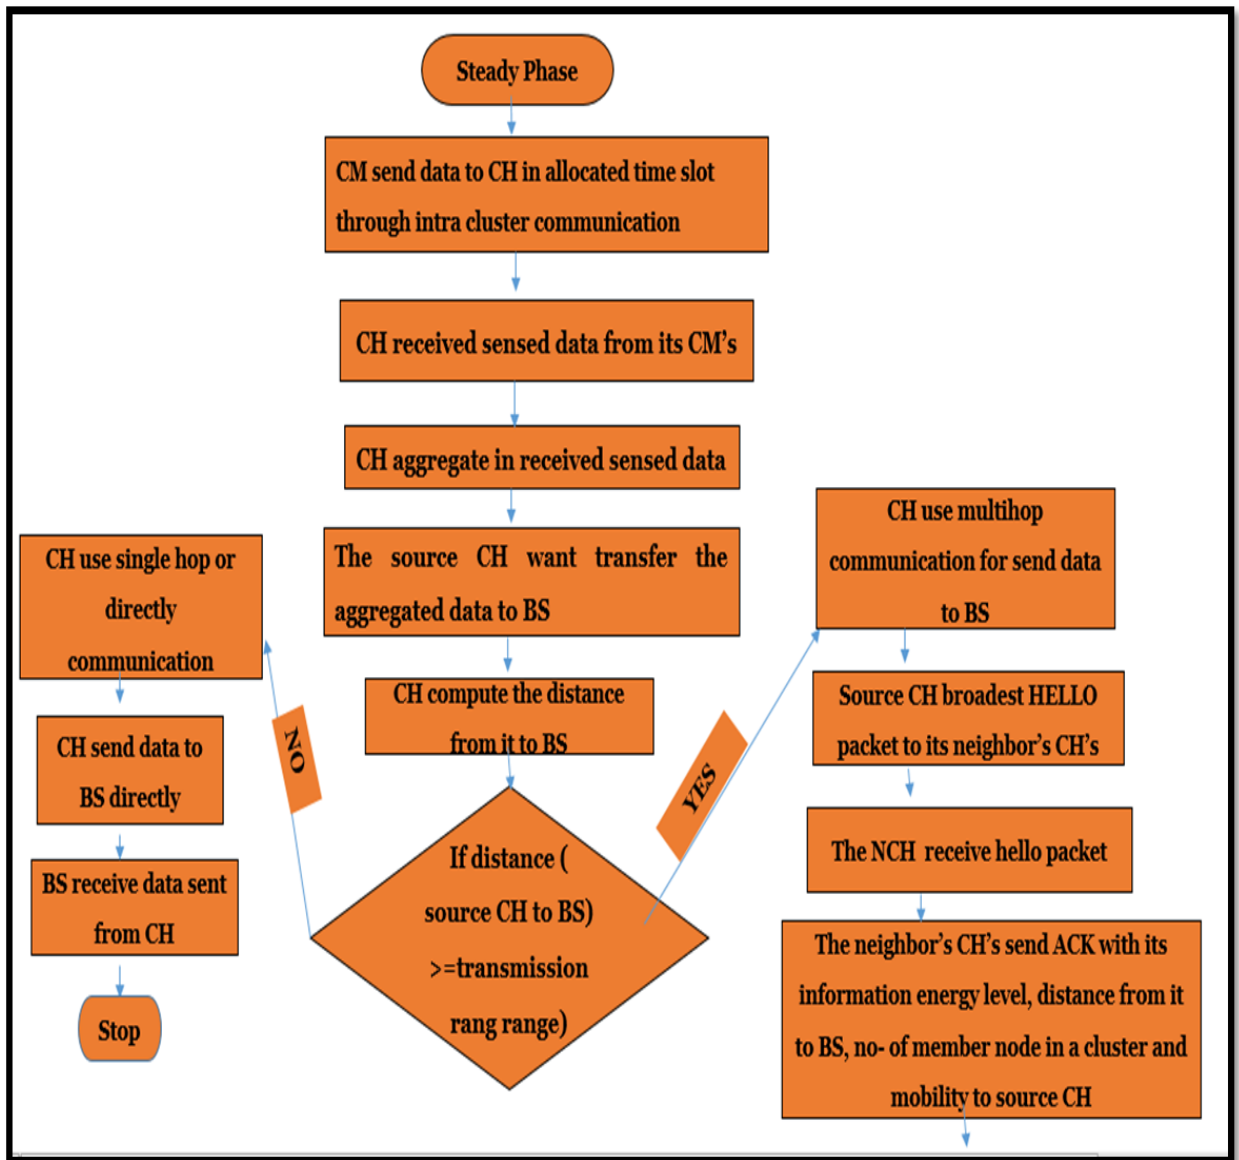 Steady Phase
CM send data to CH in allocated time slot
through intra cluster communication
CH received sensed data from its CM's
CH aggregate in received sensed data
The source CH want transfer the
aggregated data to BS
CH compute the distance
from it to BS
If distance (
source CH to BS)
>=transmission
rang range)
NO
CH use single hop or
directly
communication
CH send data to
BS directly
BS receive data sent
from CH
Stop
YES
CH use multihop
communication for send data
to BS
Source CH broadest HELLO
packet to its neighbor's CH's
The NCH receive hello packet
The neighbor's CH's send ACK with its
information energy level, distance from it
to BS, no- of member node in a cluster and
mobility to source CH